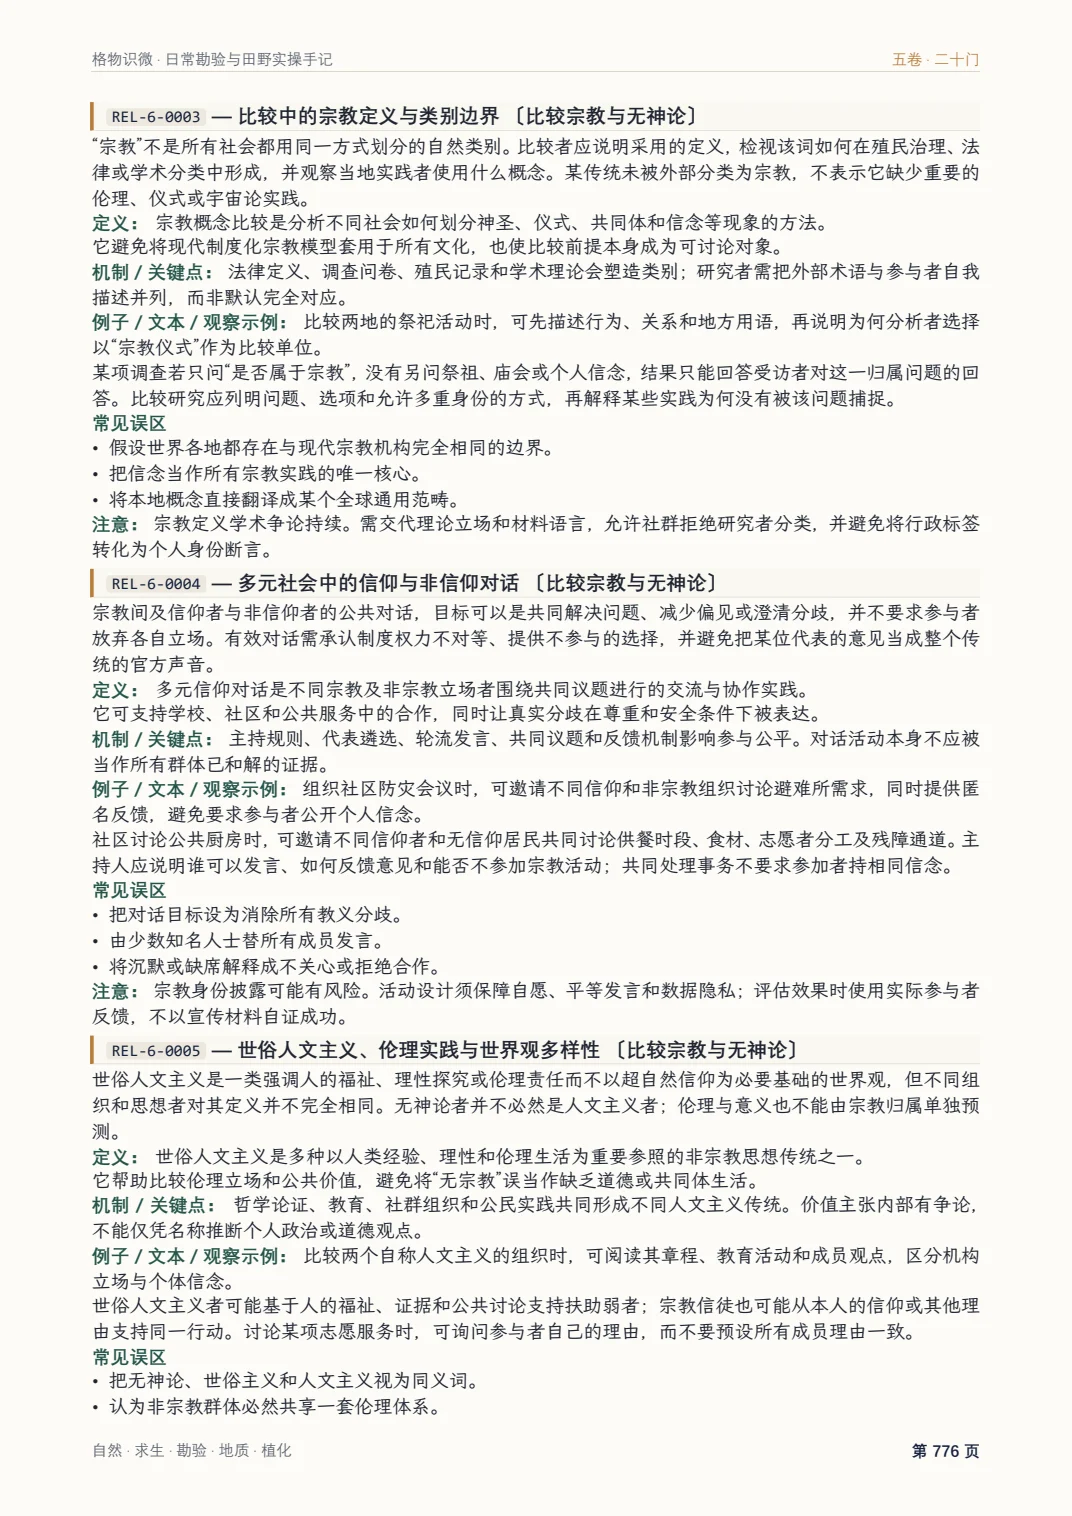 格物识微 · 日常勘验与田野实操手记
五卷 · 二十门
REL-6-0003 — 比较中的宗教定义与类别边界 〔比较宗教与无神论〕
“宗教”不是所有社会都用同一方式划分的自然类别。比较者应说明采用的定义, 检视该词如何在殖民治理、法
律或学术分类中形成，并观察当地实践者使用什么概念。某传统未被外部分类为宗教，不表示它缺少重要的
伦理、仪式或宇宙论实践。
定义： 宗教概念比较是分析不同社会如何划分神圣、仪式、共同体和信念等现象的方法。
它避免将现代制度化宗教模型套用于所有文化，也使比较前提本身成为可讨论对象。
机制 / 关键点： 法律定义、调查问卷、殖民记录和学术理论会塑造类别；研究者需把外部术语与参与者自我
描述并列，而非默认完全对应。
例子 / 文本 / 观察示例： 比较两地的祭祀活动时，可先描述行为、关系和地方用语，再说明为何分析者选择
以“宗教仪式”作为比较单位。
某项调查若只问“是否属于宗教”, 没有另问祭祖、庙会或个人信念, 结果只能回答受访者对这一归属问题的回
答。比较研究应列明问题、选项和允许多重身份的方式，再解释某些实践为何没有被该问题捕捉。
常见误区
• 假设世界各地都存在与现代宗教机构完全相同的边界。
• 把信念当作所有宗教实践的唯一核心。
• 将本地概念直接翻译成某个全球通用范畴。
注意： 宗教定义学术争论持续。需交代理论立场和材料语言，允许社群拒绝研究者分类，并避免将行政标签
转化为个人身份断言。
REL-6-0004 — 多元社会中的信仰与非信仰对话 〔比较宗教与无神论〕
宗教间及信仰者与非信仰者的公共对话，目标可以是共同解决问题、减少偏见或澄清分歧，并不要求参与者
放弃各自立场。有效对话需承认制度权力不对等、提供不参与的选择，并避免把某位代表的意见当成整个传
统的官方声音。
定义： 多元信仰对话是不同宗教及非宗教立场者围绕共同议题进行的交流与协作实践。
它可支持学校、社区和公共服务中的合作，同时让真实分歧在尊重和安全条件下被表达。
机制 / 关键点： 主持规则、代表遴选、轮流发言、共同议题和反馈机制影响参与公平。对话活动本身不应被
当作所有群体已和解的证据。
例子 / 文本 / 观察示例： 组织社区防灾会议时，可邀请不同信仰和非宗教组织讨论避难所需求，同时提供匿
名反馈，避免要求参与者公开个人信念。
社区讨论公共厨房时, 可邀请不同信仰者和无信仰居民共同讨论供餐时段、食材、志愿者分工及残障通道。主
持人应说明谁可以发言、如何反馈意见和能否不参加宗教活动；共同处理事务不要求参加者持相同信念。
常见误区
• 把对话目标设为消除所有教义分歧。
• 由少数知名人士替所有成员发言。
• 将沉默或缺席解释成不关心或拒绝合作。
注意： 宗教身份披露可能有风险。活动设计须保障自愿、平等发言和数据隐私；评估效果时使用实际参与者
反馈，不以宣传材料自证成功。
REL-6-0005 — 世俗人文主义、伦理实践与世界观多样性 〔比较宗教与无神论〕
世俗人文主义是一类强调人的福祉、理性探究或伦理责任而不以超自然信仰为必要基础的世界观，但不同组
织和思想者对其定义并不完全相同。无神论者并不必然是人文主义者；伦理与意义也不能由宗教归属单独预
测。
定义： 世俗人文主义是多种以人类经验、理性和伦理生活为重要参照的非宗教思想传统之一。
它帮助比较伦理立场和公共价值，避免将“无宗教”误当作缺乏道德或共同体生活。
机制 / 关键点： 哲学论证、教育、社群组织和公民实践共同形成不同人文主义传统。价值主张内部有争论，
不能仅凭名称推断个人政治或道德观点。
例子 / 文本 / 观察示例： 比较两个自称人文主义的组织时，可阅读其章程、教育活动和成员观点，区分机构
立场与个体信念。
世俗人文主义者可能基于人的福祉、证据和公共讨论支持扶助弱者；宗教信徒也可能从本人的信仰或其他理
由支持同一行动。讨论某项志愿服务时，可询问参与者自己的理由，而不要预设所有成员理由一致。
常见误区
• 把无神论、世俗主义和人文主义视为同义词。
• 认为非宗教群体必然共享一套伦理体系。
自然 · 求生 · 勘验 · 地质 · 植化
第 776 页